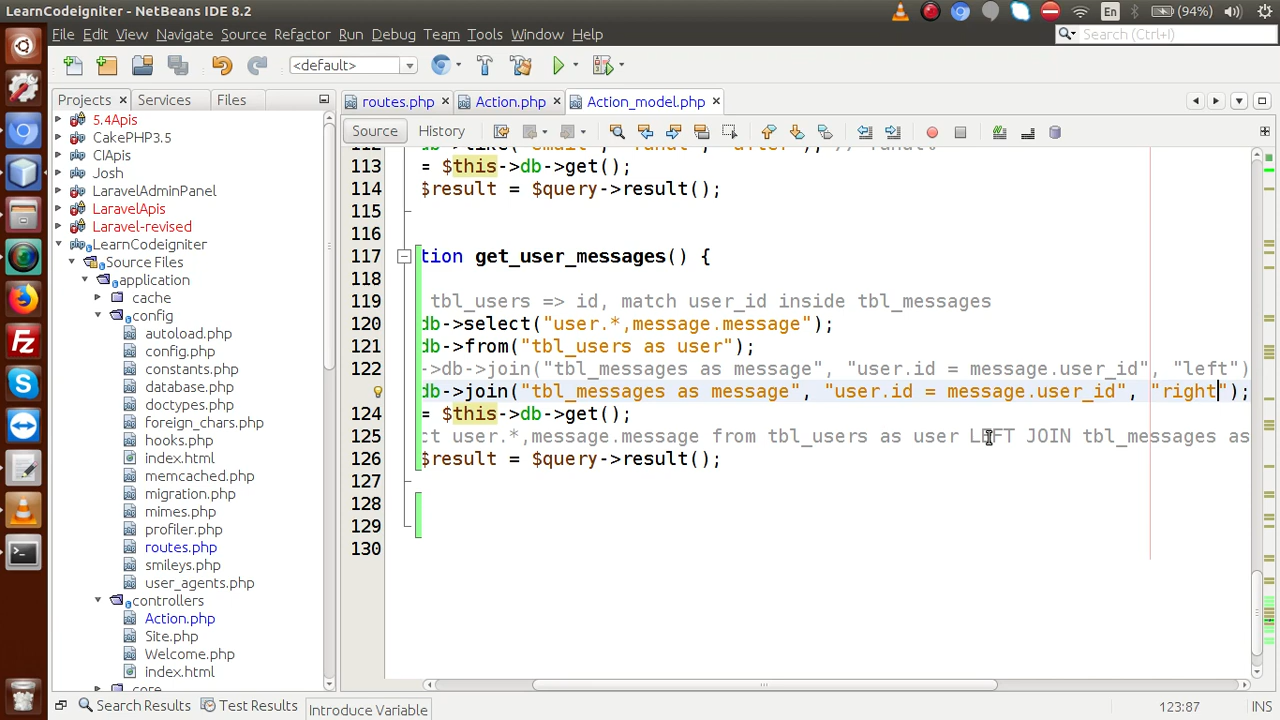 LearnCodeigniter - NetBeans IDE 8.2
En
(94%)
File Edit View Navigate Source Refactor Run Debug Team Tools Window Help
Search (Ctrl+I)
<default>
Projects Services Files
routes.php Action.php Action_model.php
Source History
5.4Apis
CakePHP3.5
CIApis
Josh
LaravelAdminPanel
LaravelApis
Laravel-revised
LearnCodeigniter
Source Files
application
cache
config
autoload.php
config.php
constants.php
database.php
doctypes.php
foreign_chars.php
hooks.php
index.html
memcached.php
migration.php
mimes.php
profiler.php
routes.php
smileys.php
user_agents.php
controllers
Action.php
Site.php
Welcome.php
index.html
core
113 = $this->db->get();
114 $result = $query->result();
115
116
117 tion get_user_messages() {
118
119 tbl_users => id, match user_id inside tbl_messages
120 db->select("user.*,message.message");
121 db->from("tbl_users as user");
122 ->db->join("tbl_messages as message", "user.id = message.user_id", "left")
db->join("tbl_messages as message", "user.id = message.user_id", "right");
124 = $this->db->get();
125 ct user.*,message.message from tbl_users as user LEFT JOIN tbl_messages as
126 $result = $query->result();
127
128
129
130
Search Results Test Results Introduce Variable
123:87 INS